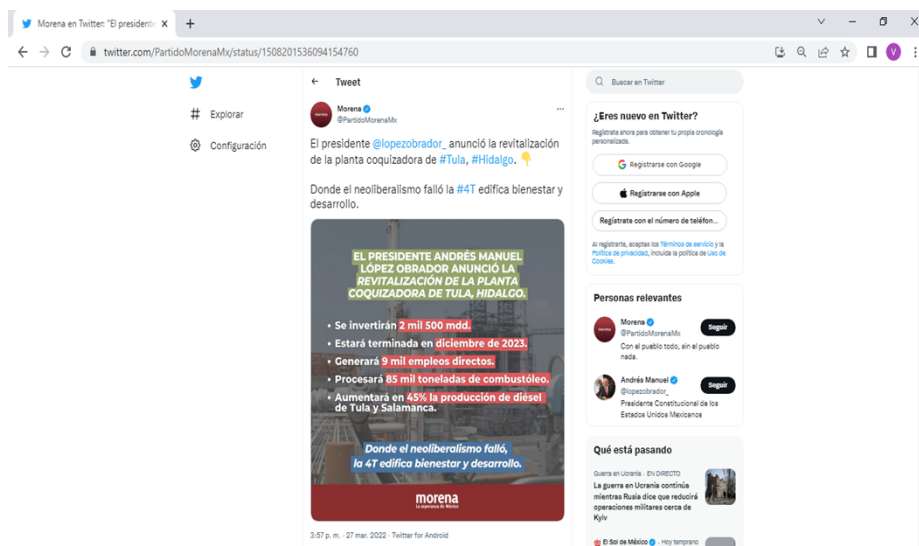 Morena en Twitter: "El presidente
twitter.com/PartidoMorenaMx/status/1508201536094154760
V
Explorar
Configuración
Tweet
Morena
@PartidoMorenaMx
El presidente @lopezobrador_ anunció la revitalización
de la planta coquizadora de #Tula, #Hidalgo. 👇
Donde el neoliberalismo falló la #4T edifica bienestar y
desarrollo.
EL PRESIDENTE ANDRÉS MANUEL
LÓPEZ OBRADOR ANUNCIÓ LA
REVITALIZACIÓN DE LA PLANTA
COQUIZADORA DE TULA, HIDALGO.
• Se invertirán 2 mil 500 mdd.
• Estará terminada en diciembre de 2023.
• Generará 9 mil empleos directos.
• Procesará 85 mil toneladas de combustóleo.
• Aumentará en 45% la producción de diésel
de Tula y Salamanca.
Donde el neoliberalismo falló,
la 4T edifica bienestar y desarrollo.
morena
La esperanza de México
3:57 p. m. · 27 mar. 2022 · Twitter for Android
Buscar en Twitter
¿Eres nuevo en Twitter?
Regístrate ahora para obtener tu propia cronología
personalizada.
Registrarse con Google
Registrarse con Apple
Regístrate con el número de teléfon...
Al registrarte, aceptas los Términos de servicio y la
Política de privacidad, incluida la política de Uso de
Cookies.
Personas relevantes
Morena
@PartidoMorenaMx
Seguir
Con el pueblo todo, sin el pueblo
nada.
Andrés Manuel
@lopezobrador_
Seguir
Presidente Constitucional de los
Estados Unidos Mexicanos
Qué está pasando
Guerra en Ucrania · EN DIRECTO
La guerra en Ucrania continúa
mientras Rusia dice que reducirá
operaciones militares cerca de
Kyiv
El Sol de México · Hoy temprano